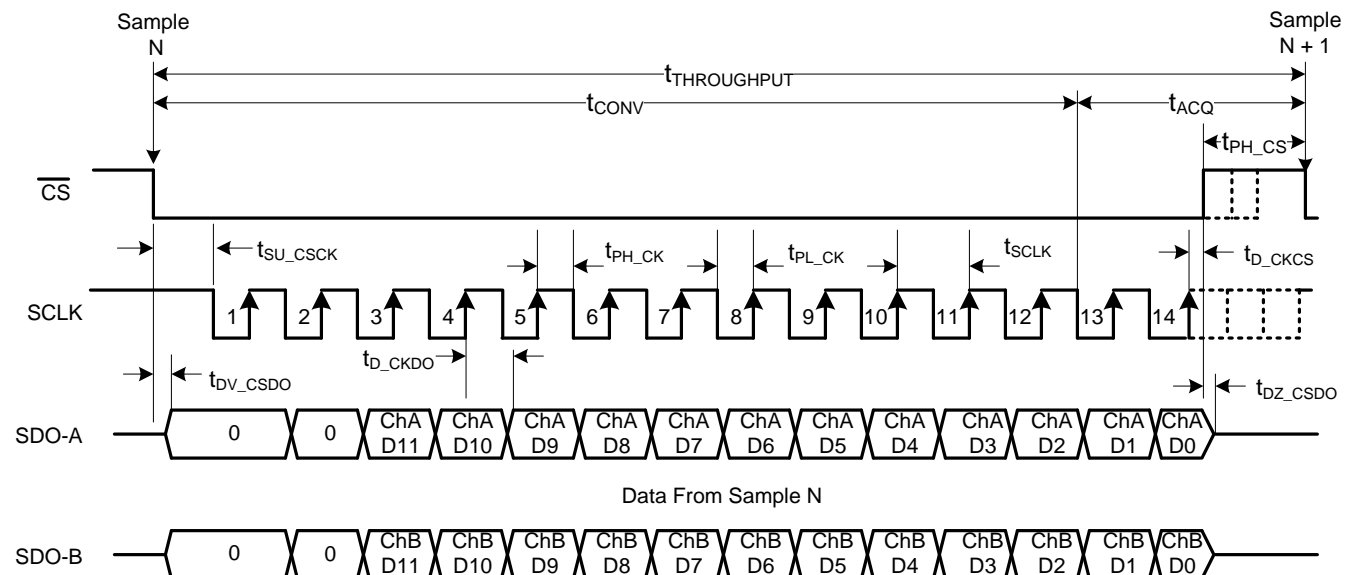 Sample
N
Sample
N + 1
tTHROUGHPUT
tCONV
tACQ
tPH_CS
CS
tSU_CSCK
tPH_CK
tPL_CK
tSCLK
tD_CKCS
SCLK
1 2 3 4 5 6 7 8 9 10 11 12 13 14
tD_CKDO
tDV_CSDO
tDZ_CSDO
SDO-A
0 0 ChA ChA ChA ChA ChA ChA ChA ChA ChA ChA ChA ChA
D11 D10 D9 D8 D7 D6 D5 D4 D3 D2 D1 D0
Data From Sample N
SDO-B
0 0 ChB ChB ChB ChB ChB ChB ChB ChB ChB ChB ChB ChB
D11 D10 D9 D8 D7 D6 D5 D4 D3 D2 D1 D0